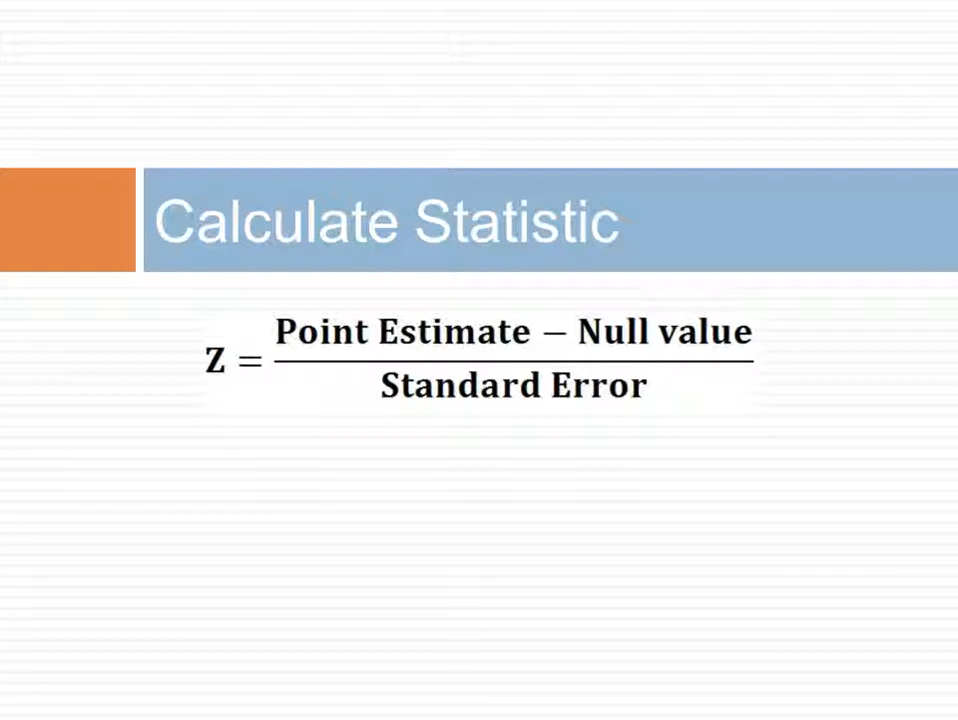 Calculate Statistic
Z = Point Estimate − Null value
Standard Error